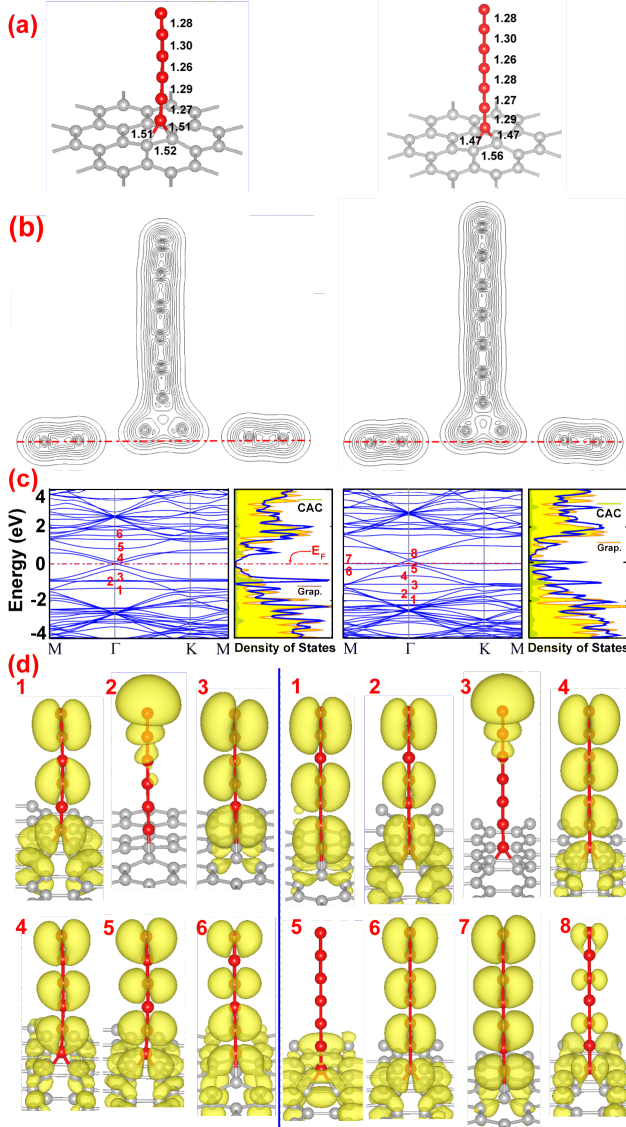 (a)
1.28
1.30
1.26
1.29
1.27
1.51
1.51
1.52
1.28
1.30
1.26
1.28
1.27
1.29
1.47
1.47
1.56
(b)
(c)
Energy (eV)
4
2
0
-2
-4
6
5
4
3
2
1
M Γ K M
CAC
E_F
Grap.
Density of States
7
6
8
5
4
3
2
1
M Γ K M
CAC
Grap.
Density of States
(d)
1 2 3
4 5 6
1 2 3 4
5 6 7 8